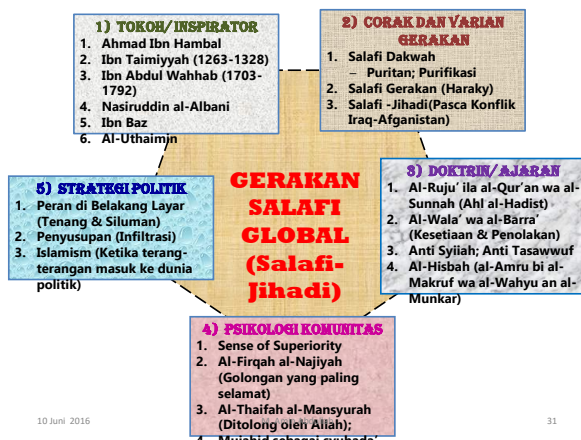 1) TOKOH/INSPIRATOR
1. Ahmad Ibn Hambal
2. Ibn Taimiyyah (1263-1328)
3. Ibn Abdul Wahhab (1703-
1792)
4. Nasiruddin al-Albani
5. Ibn Baz
6. Al-Uthaimin
2) CORAK DAN VARIAN
GERAKAN
1. Salafi Dakwah
– Puritan; Purifikasi
2. Salafi Gerakan (Haraky)
3. Salafi -Jihadi(Pasca Konflik
Iraq-Afganistan)
3) DOKTRIN/AJARAN
1. Al-Ruju’ ila al-Qur’an wa al-
Sunnah (Ahl al-Hadist)
2. Al-Wala’ wa al-Barra’
(Kesetiaan & Penolakan)
3. Anti Syiiah; Anti Tasawwuf
4. Al-Hisbah (al-Amru bi al-
Makruf wa al-Wahyu an al-
Munkar)
5) STRATEGI POLITIK
1. Peran di Belakang Layar
(Tenang & Siluman)
2. Penyusupan (Infiltrasi)
3. Islamism (Ketika terang-
terangan masuk ke dunia
politik)
GERAKAN
SALAFI
GLOBAL
(Salafi-
Jihadi)
4) PSIKOLOGI KOMUNITAS
1. Sense of Superiority
2. Al-Firqah al-Najiyah
(Golongan yang paling
selamat)
3. Al-Thaifah al-Mansyurah
(Ditolong oleh Allah);
4. Mujahid sebagai syuhada’
10 Juni 2016
31